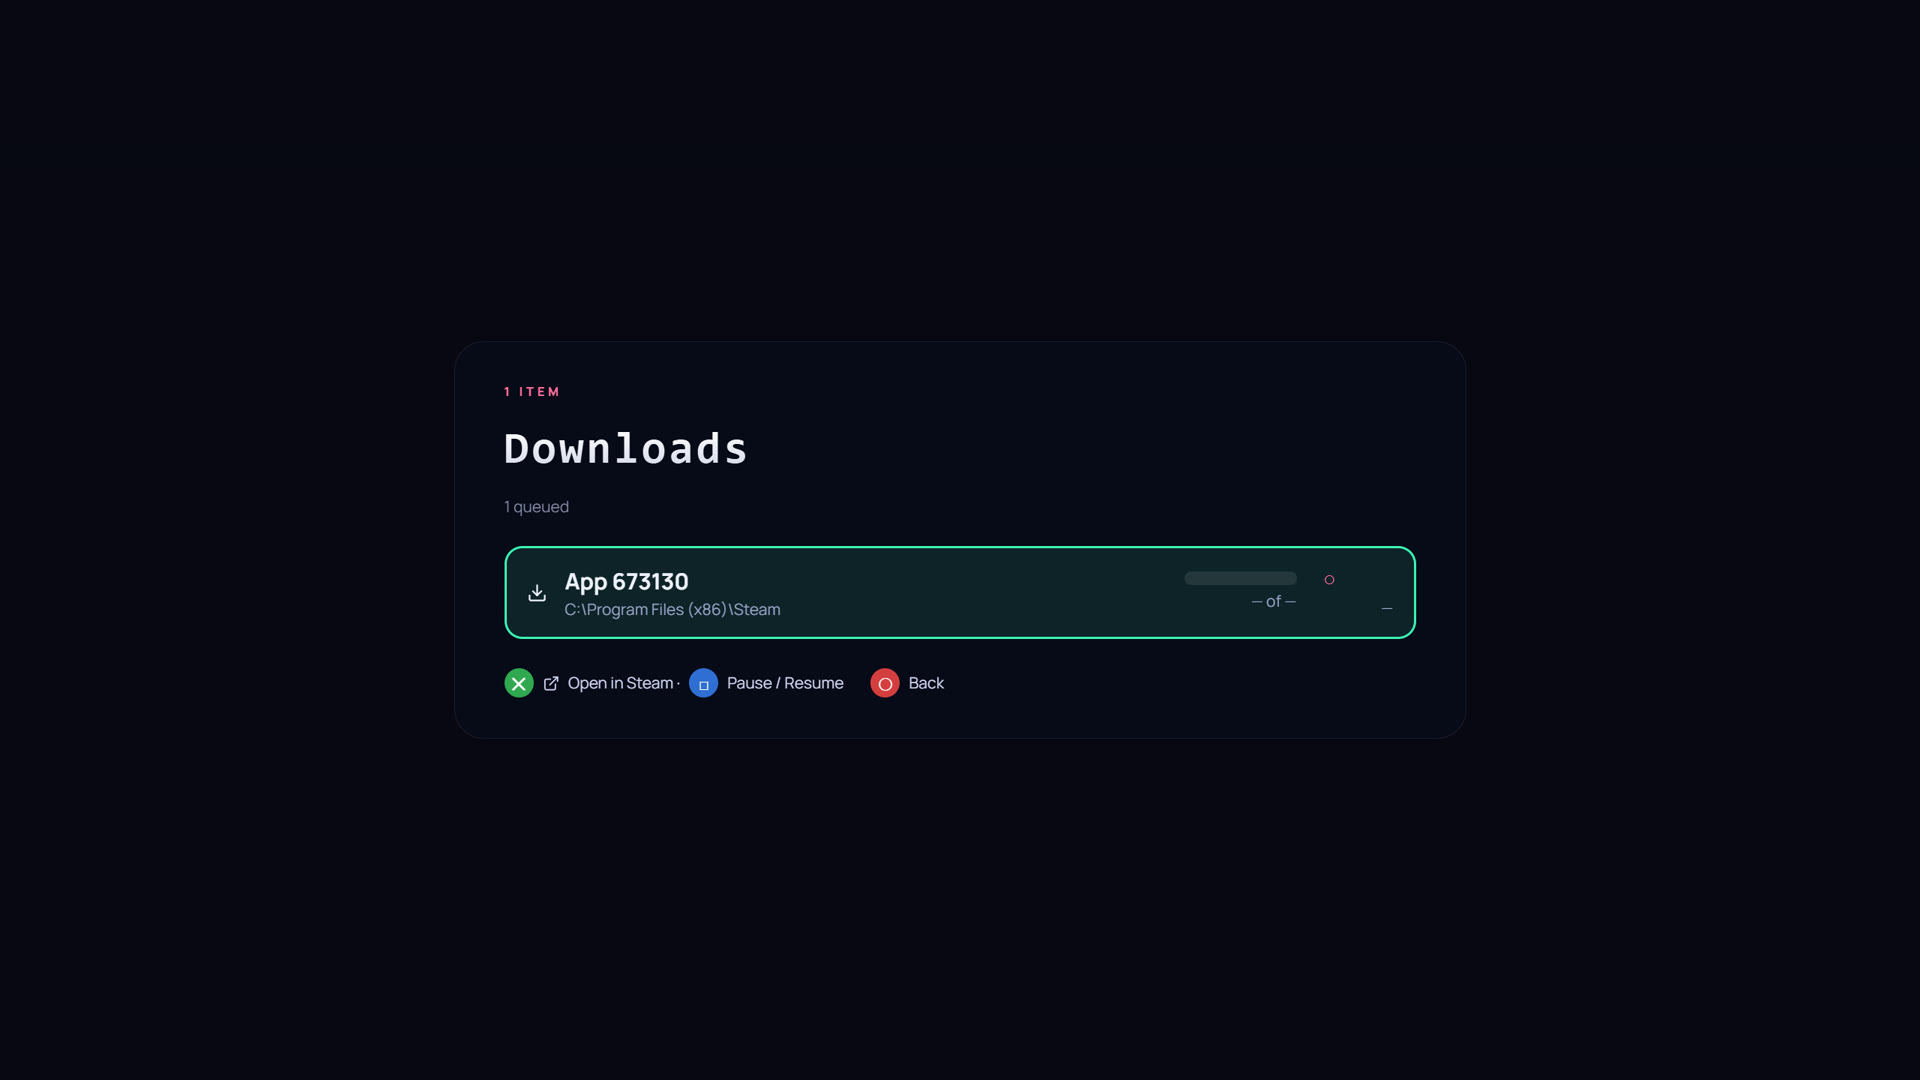 1 ITEM
Downloads
1 queued
App 673130
C:\Program Files (x86)\Steam
— of —
—
Open in Steam · Pause / Resume Back